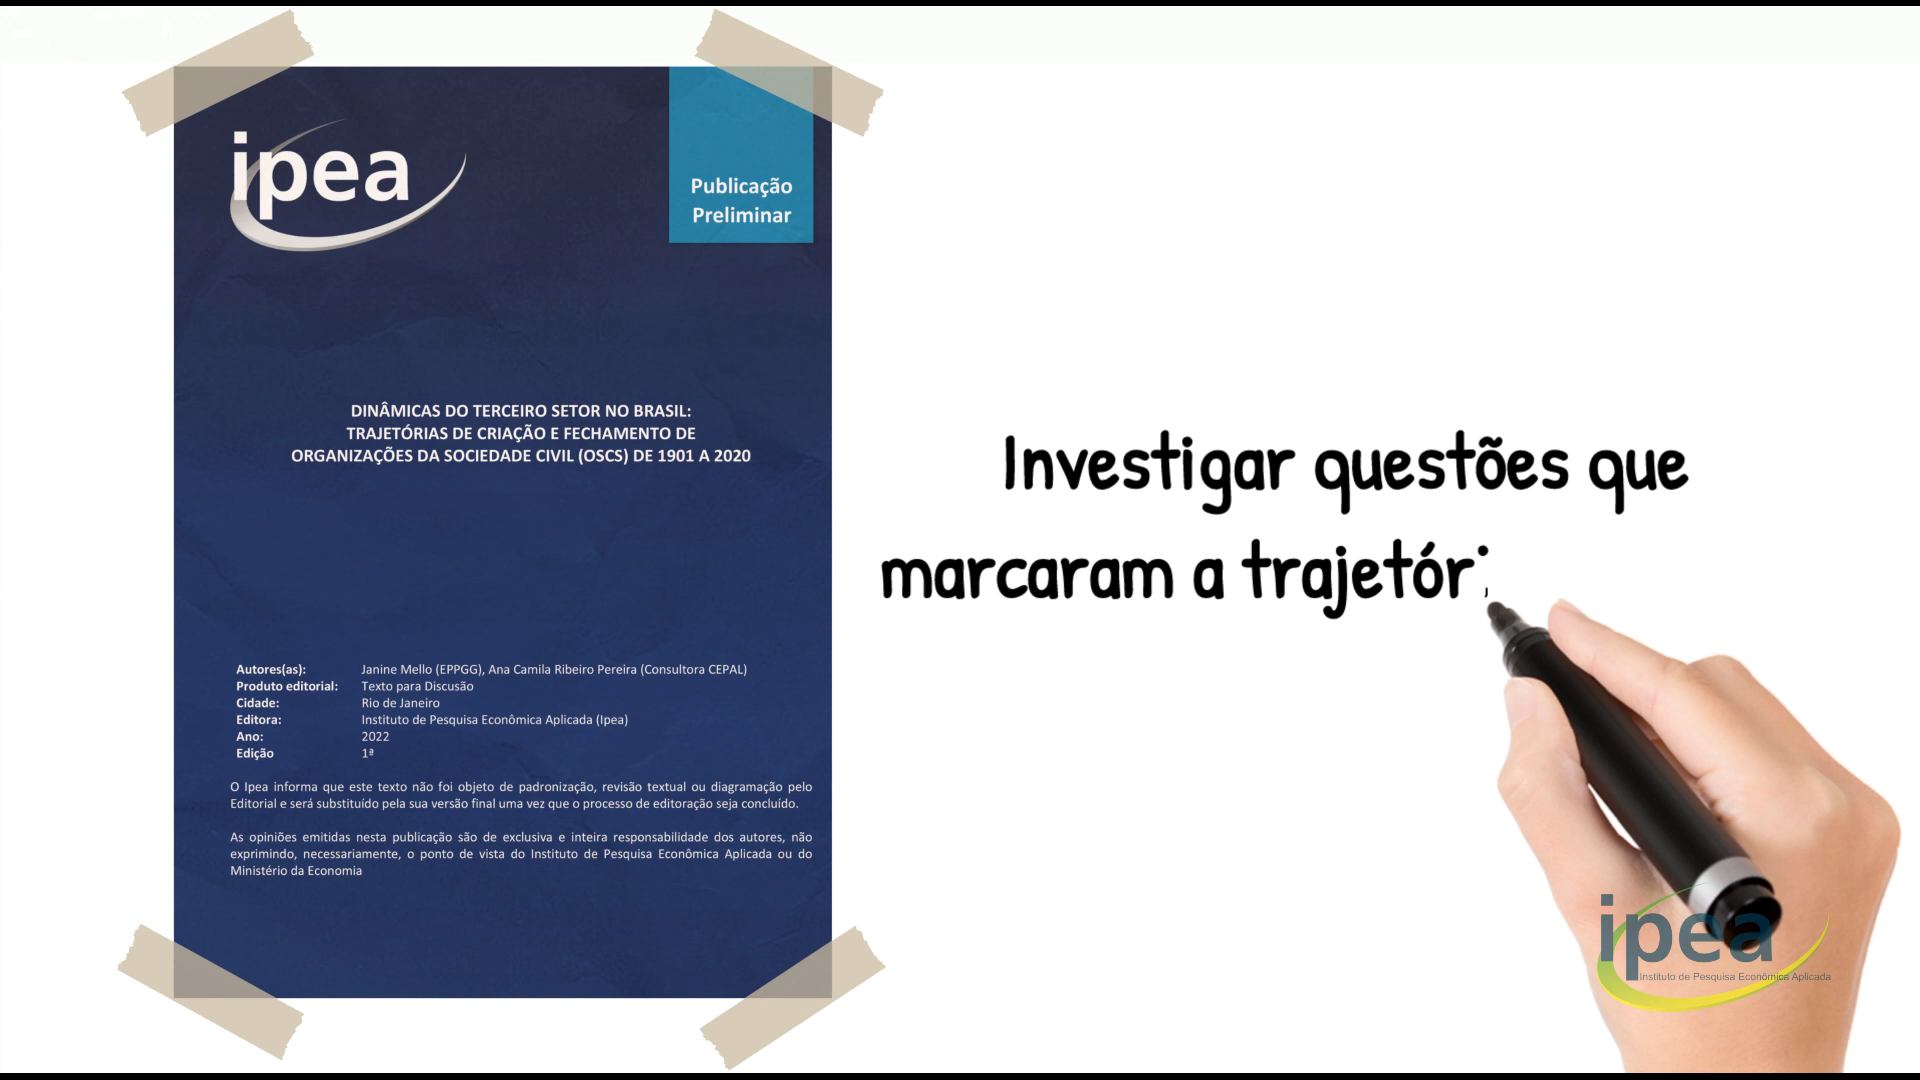 ipea
Publicação
Preliminar
DINÂMICAS DO TERCEIRO SETOR NO BRASIL:
TRAJETÓRIAS DE CRIAÇÃO E FECHAMENTO DE
ORGANIZAÇÕES DA SOCIEDADE CIVIL (OSCS) DE 1901 A 2020
Autores(as): Janine Mello (EPPGG), Ana Camila Ribeiro Pereira (Consultora CEPAL)
Produto editorial: Texto para Discussão
Cidade: Rio de Janeiro
Editora: Instituto de Pesquisa Econômica Aplicada (Ipea)
Ano: 2022
Edição 1ª
O Ipea informa que este texto não foi objeto de padronização, revisão textual ou diagramação pelo
Editorial e será substituído pela sua versão final uma vez que o processo de editoração seja concluído.
As opiniões emitidas nesta publicação são de exclusiva e inteira responsabilidade dos autores, não
exprimindo, necessariamente, o ponto de vista do Instituto de Pesquisa Econômica Aplicada ou do
Ministério da Economia
Investigar questões que
marcaram a trajetór
ipea
Instituto de Pesquisa Econômica Aplicada